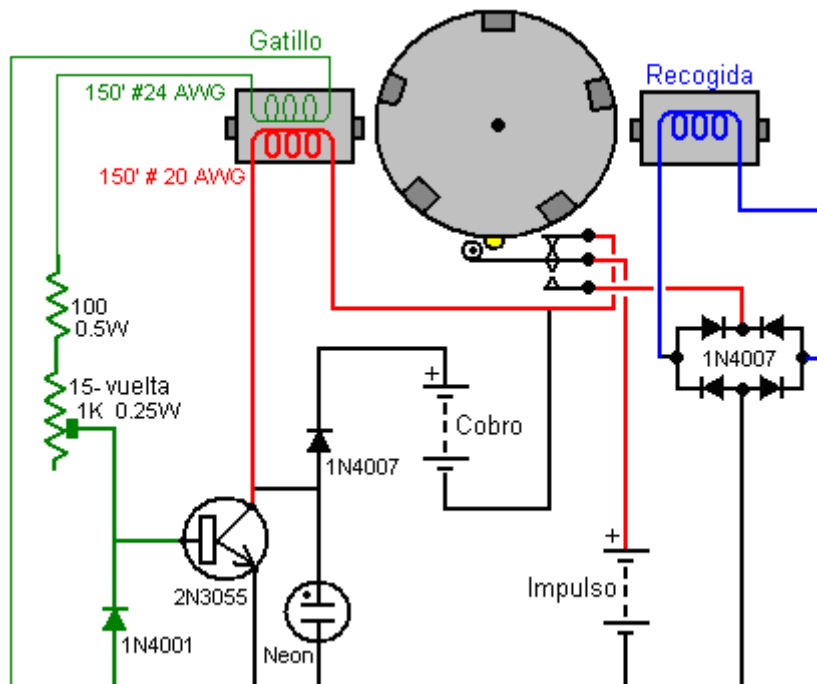 Gatillo
150' #24 AWG
Recogida
150' # 20 AWG
100
0.5W
15- vuelta
1K 0.25W
1N4007
+
Cobro
1N4007
+
2N3055
Impulso
1N4001
Neon